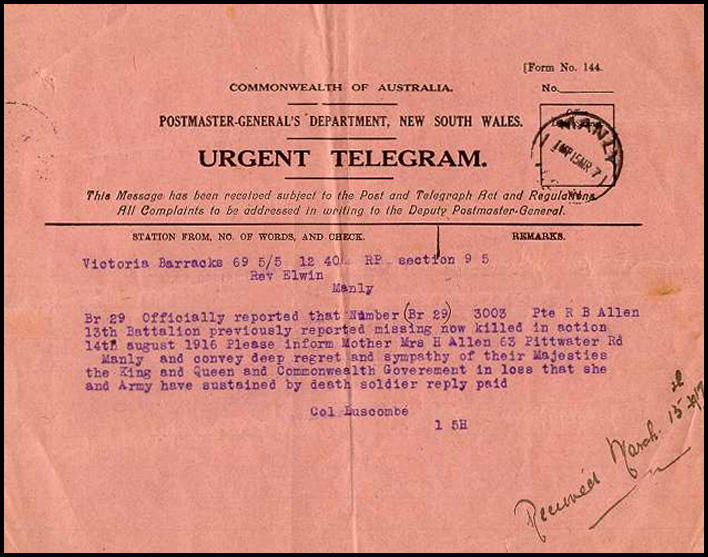 [Form No. 144.
COMMONWEALTH OF AUSTRALIA.
No.
POSTMASTER-GENERAL'S DEPARTMENT, NEW SOUTH WALES.
MANLY
URGENT TELEGRAM.
This Message has been received subject to the Post and Telegraph Act and Regulations.
All Complaints to be addressed in writing to the Deputy Postmaster-General.
STATION FROM, NO. OF WORDS, AND CHECK. REMARKS.
Victoria Barracks 69 5/5 12 40 RP section 9 5
Rev Elwin
Manly
Br 29 Officially reported that Number (Br 29) 3003 Pte R B Allen
13th Battalion previously reported missing now killed in action
14th august 1916 Please inform Mother Mrs H Allen 63 Pittwater Rd
Manly and convey deep regret and sympathy of their Majesties
the King and Queen and Commonwealth Goverement in loss that she
and Army have sustained by death soldier reply paid
Col Luscombe
1 5H
Received March 15